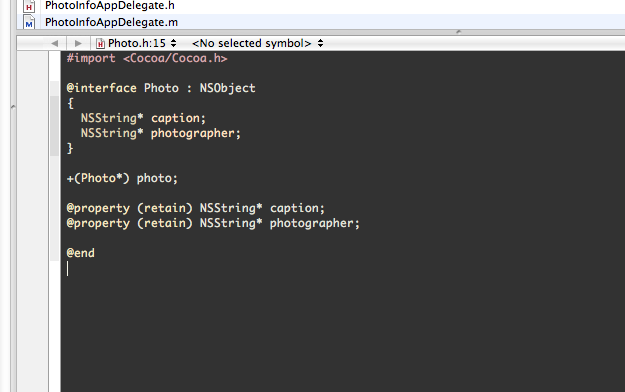 PhotoInfoAppDelegate.h
PhotoInfoAppDelegate.m
Photo.h:15 <No selected symbol>
#import <Cocoa/Cocoa.h>
@interface Photo : NSObject
{
NSString* caption;
NSString* photographer;
}
+(Photo*) photo;
@property (retain) NSString* caption;
@property (retain) NSString* photographer;
@end